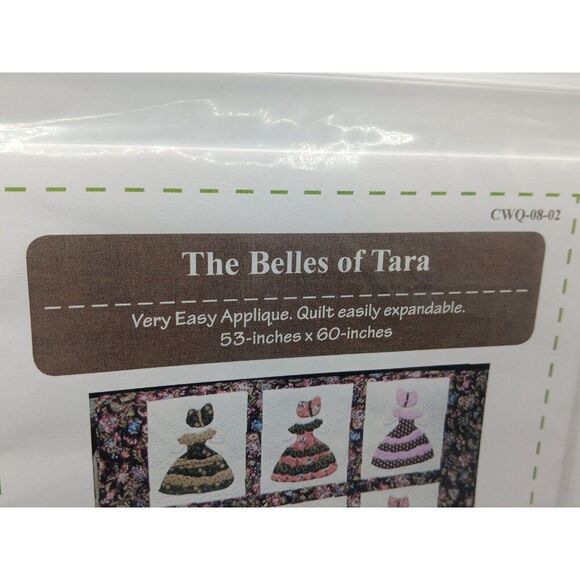 CWQ-08-02
The Belles of Tara
Very Easy Applique. Quilt easily expandable.
53-inches x 60-inches